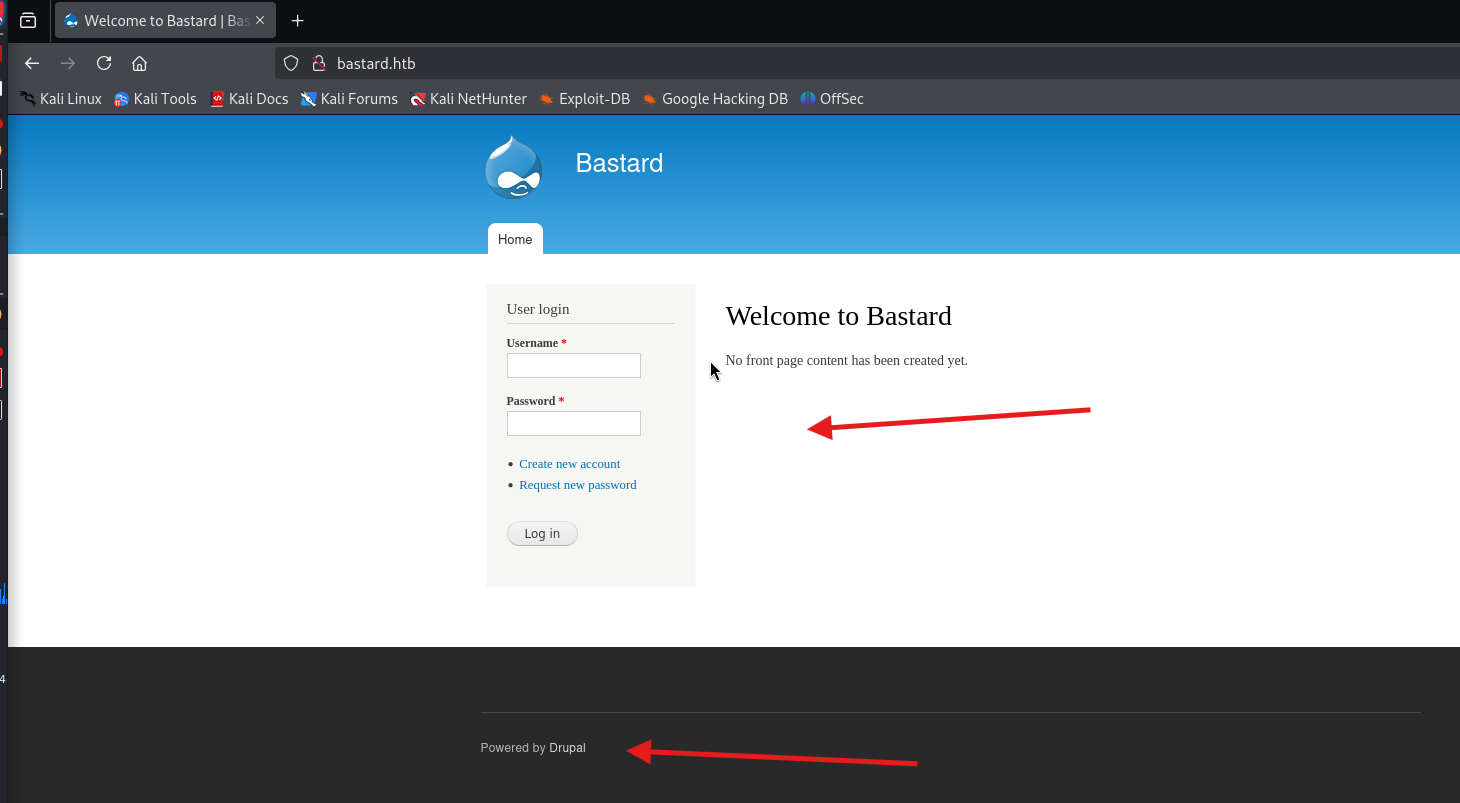 Welcome to Bastard | Bas
bastard.htb
Kali Linux Kali Tools Kali Docs Kali Forums Kali NetHunter Exploit-DB Google Hacking DB OffSec
Bastard
Home
User login
Username *
Password *
Create new account
Request new password
Log in
Welcome to Bastard
No front page content has been created yet.
4
Powered by Drupal